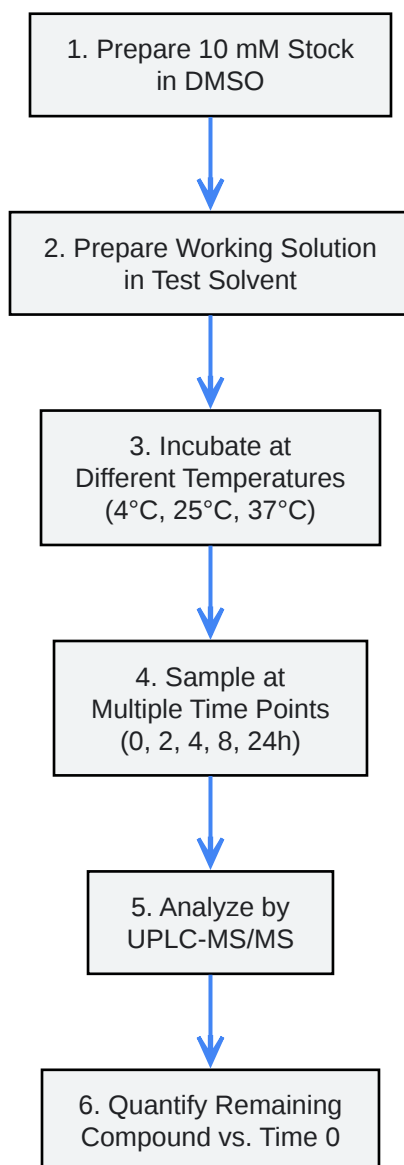 1. Prepare 10 mM Stock
in DMSO
2. Prepare Working Solution
in Test Solvent
3. Incubate at
Different Temperatures
(4°C, 25°C, 37°C)
4. Sample at
Multiple Time Points
(0, 2, 4, 8, 24h)
5. Analyze by
UPLC-MS/MS
6. Quantify Remaining
Compound vs. Time 0